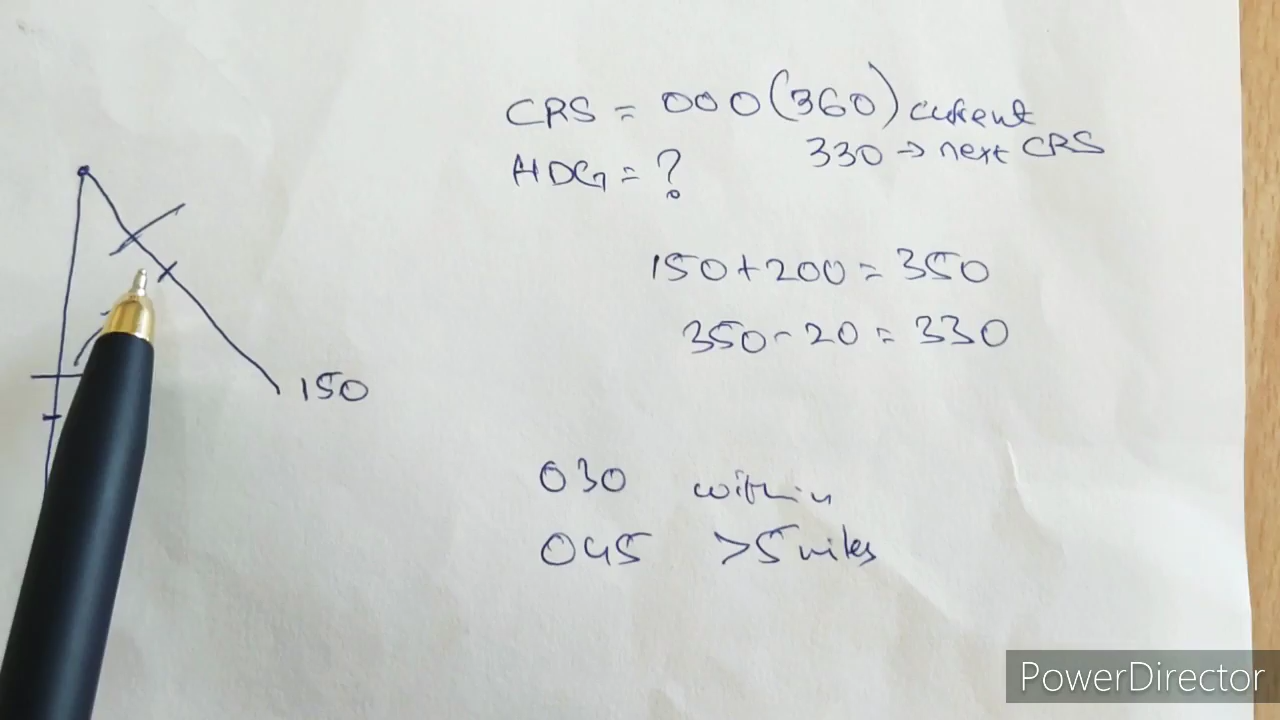 CRS = 000 (360) current
330 → next CRS
HDG = ?
150 + 200 = 350
350 - 20 = 330
150
030 within
045 >5 miles
PowerDirector